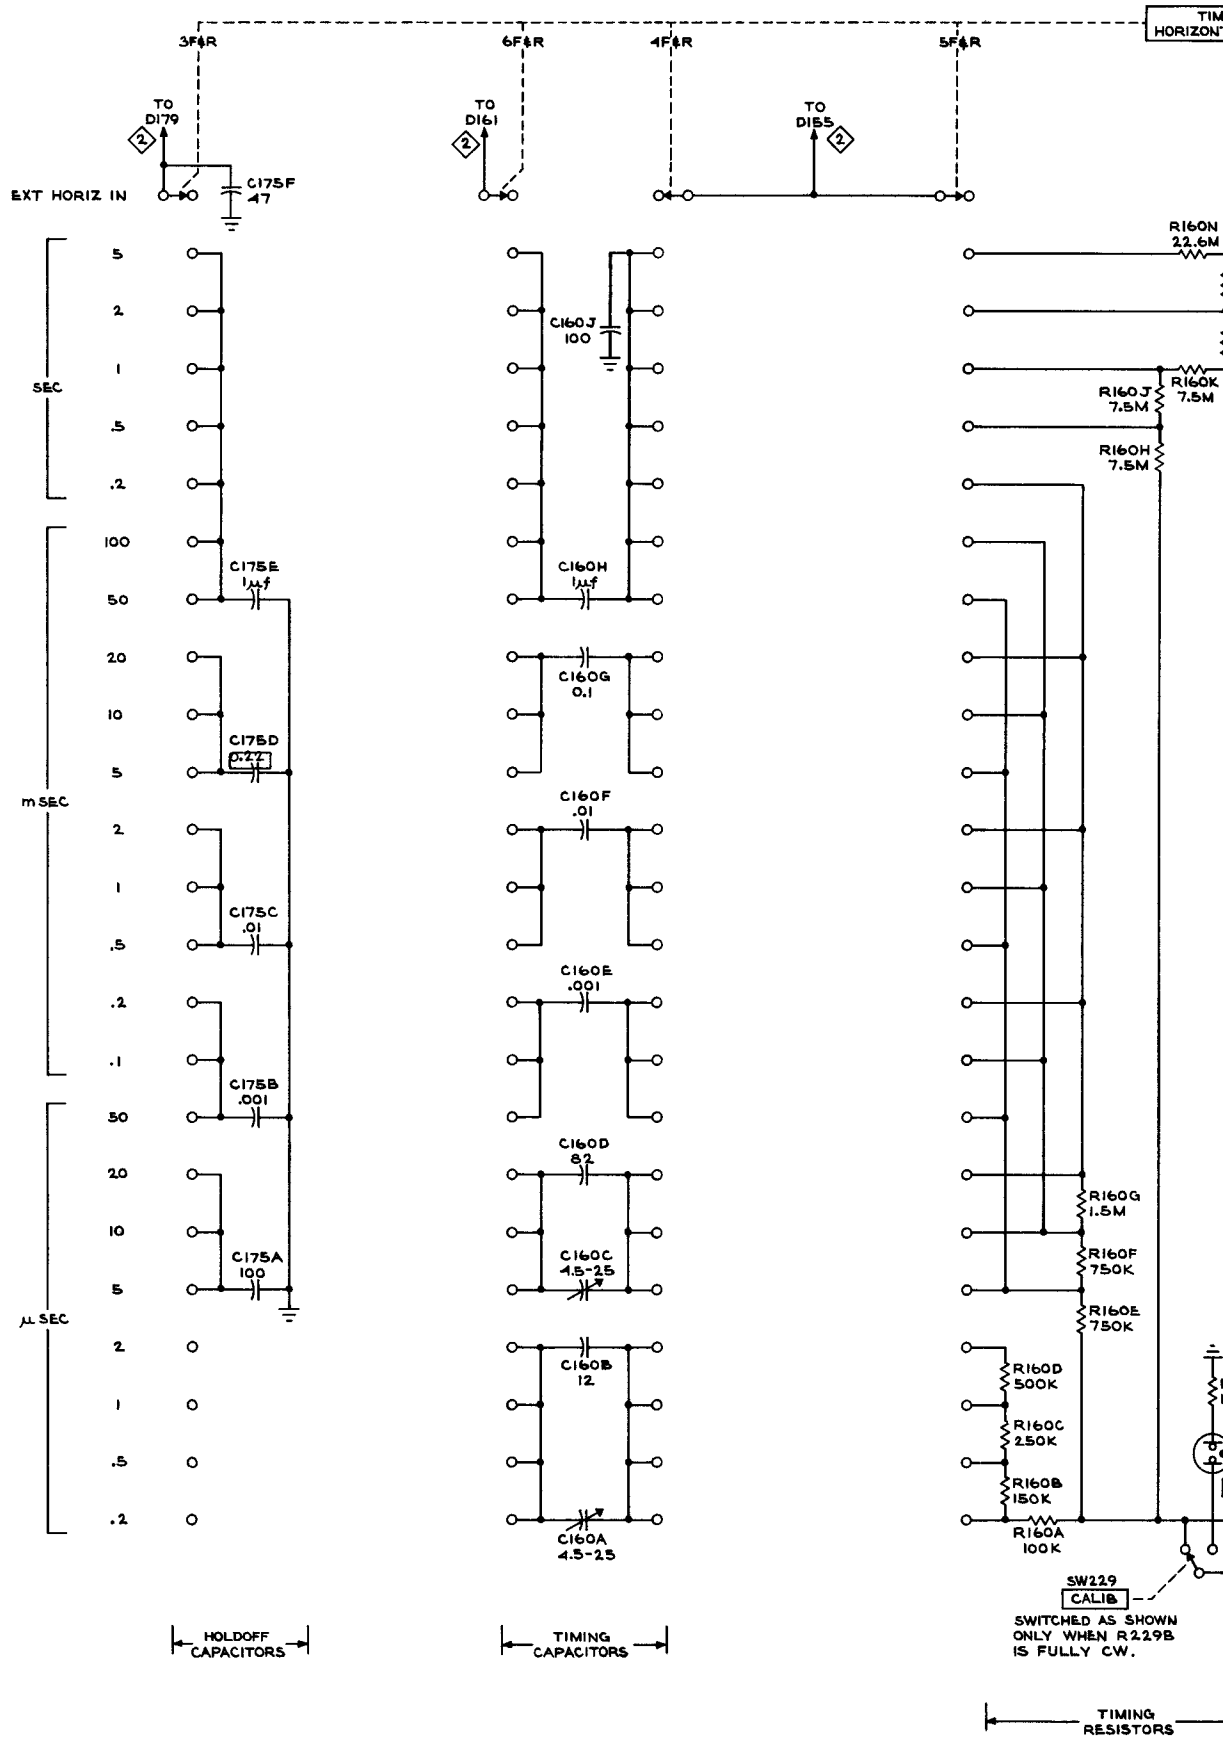 TIM
HORIZONT
3F&R
6F&R
4F&R
5F&R
TO
D179
2
TO
D161
2
TO
D155
2
EXT HORIZ IN
C175F
.47
R160N
22.6M
5
2
C160J
100
1
SEC
R160J
7.5M
R160K
7.5M
.5
R160H
7.5M
.2
100
C175E
1µf
C160H
1µf
50
20
C160G
0.1
10
C175D
0.22
5
m SEC
C160F
.01
2
1
C175C
.01
.5
C160E
.001
.2
.1
C175B
.001
50
C160D
82
20
R160G
1.5M
10
C175A
100
C160C
4.5-25
R160F
750K
5
µ SEC
R160E
750K
2
C160B
12
R160D
500K
1
R160C
250K
.5
R160B
150K
.2
C160A
4.5-25
R160A
100K
SW229
CALIB
SWITCHED AS SHOWN
ONLY WHEN R229B
IS FULLY CW.
HOLDOFF
CAPACITORS
TIMING
CAPACITORS
TIMING
RESISTORS